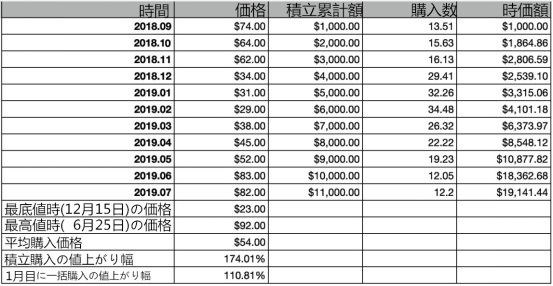 時間 価格 積立累計額 購入数 時価額
2018.09 $74.00 $1,000.00 13.51 $1,000.00
2018.10 $64.00 $2,000.00 15.63 $1,864.86
2018.11 $62.00 $3,000.00 16.13 $2,806.59
2018.12 $34.00 $4,000.00 29.41 $2,539.10
2019.01 $31.00 $5,000.00 32.26 $3,315.06
2019.02 $29.00 $6,000.00 34.48 $4,101.18
2019.03 $38.00 $7,000.00 26.32 $6,373.97
2019.04 $45.00 $8,000.00 22.22 $8,548.12
2019.05 $52.00 $9,000.00 19.23 $10,877.82
2019.06 $83.00 $10,000.00 12.05 $18,362.68
2019.07 $82.00 $11,000.00 12.2 $19,141.44
最底値時(12月15日)の価格 $23.00
最高値時( 6月25日)の価格 $92.00
平均購入価格 $54.00
積立購入の値上がり幅 174.01%
1月目に一括購入の値上がり幅 110.81%